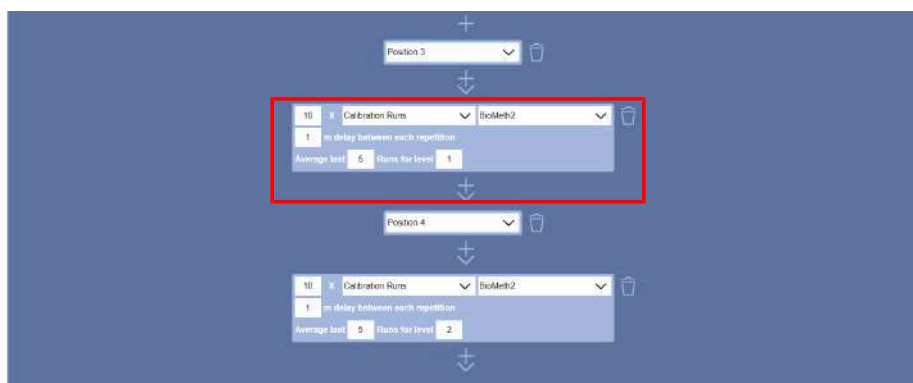 Position 3
10 X Calibration Runs BioMeth2
1 m delay between each repetition
Average last 5 Runs for level 1
Position 4
10 X Calibration Runs BioMeth2
1 m delay between each repetition
Average last 5 Runs for level 2